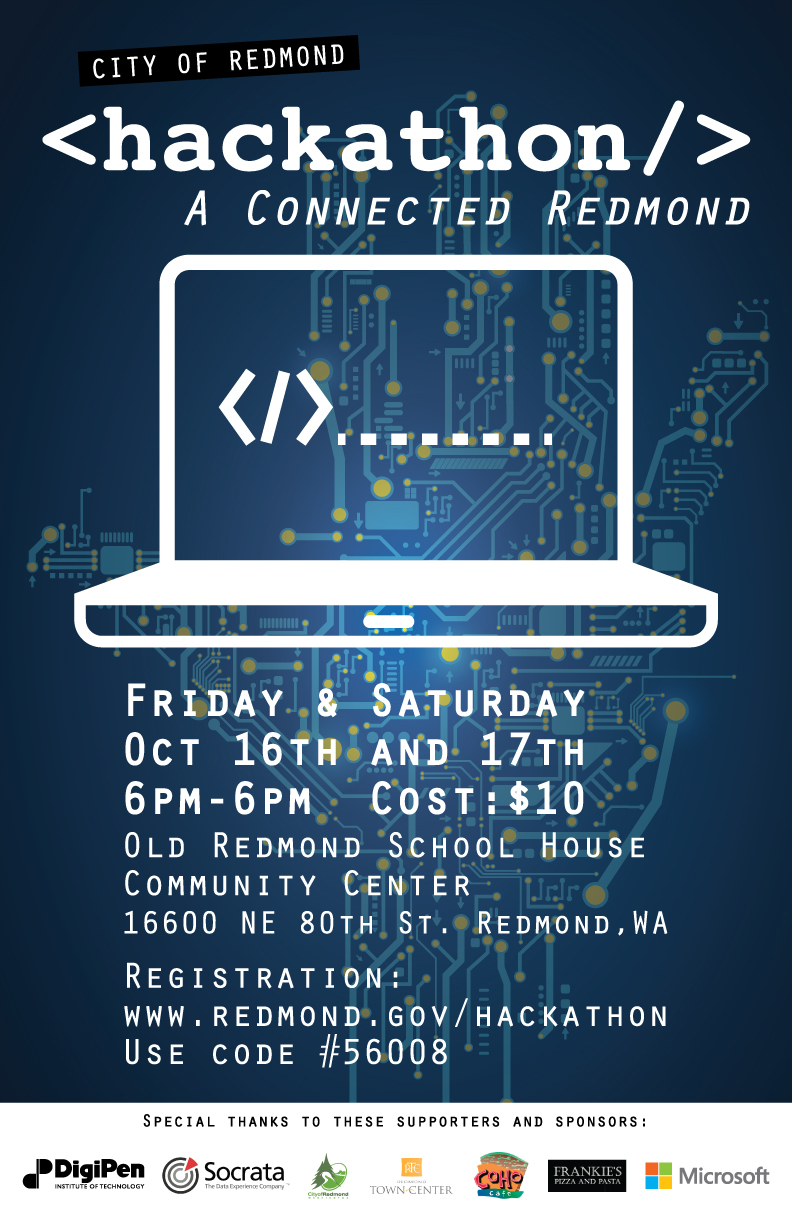 CITY OF REDMOND
<hackathon/>
A CONNECTED REDMOND
</>
FRIDAY & SATURDAY
OCT 16TH AND 17TH
6PM-6PM COST:$10
OLD REDMOND SCHOOL HOUSE
COMMUNITY CENTER
16600 NE 80TH ST. REDMOND,WA
REGISTRATION:
WWW.REDMOND.GOV/HACKATHON
USE CODE #56008
SPECIAL THANKS TO THESE SUPPORTERS AND SPONSORS:
DigiPen
INSTITUTE OF TECHNOLOGY
Socrata
The Data Experience Company™
CityofRedmond
TOWN CENTER
COHO
Cafe
FRANKIE'S
PIZZA AND PASTA
Microsoft